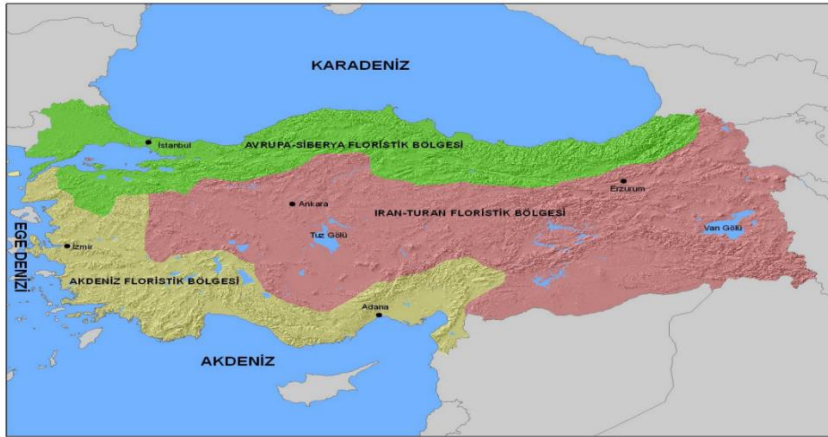 KARADENİZ
İstanbul
AVRUPA-SİBERYA FLORİSTİK BÖLGESİ
Erzurum
Ankara
IRAN-TURAN FLORİSTİK BÖLGESİ
EGE DENİZİ
Tuz Gölü
Van Gölü
İzmir
AKDENİZ FLORİSTİK BÖLGESİ
Adana
AKDENİZ